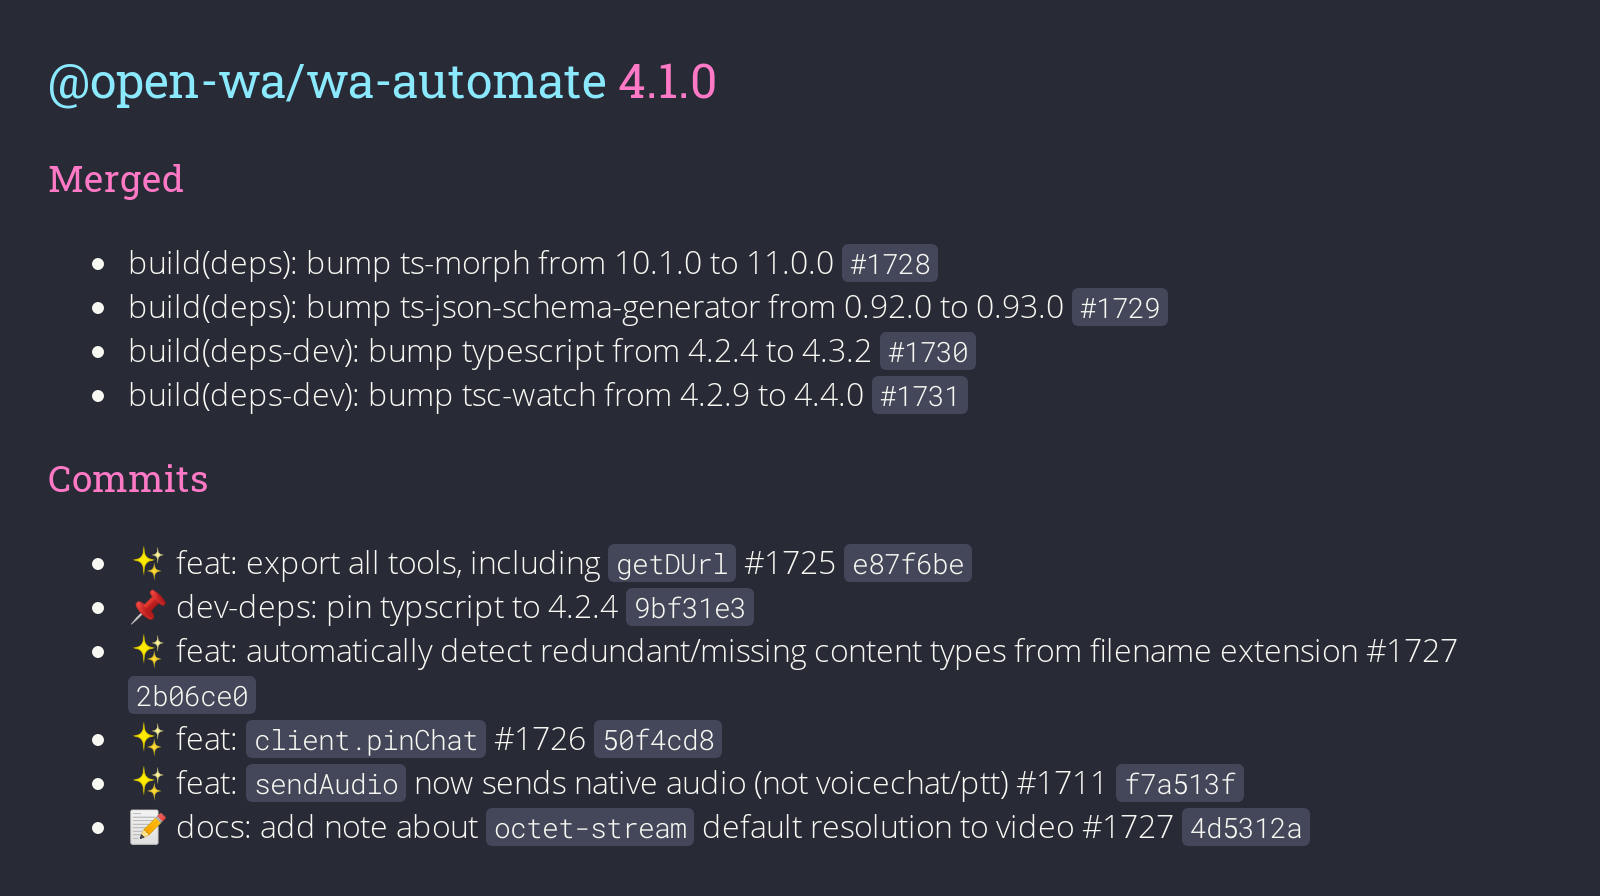 @open-wa/wa-automate 4.1.0
Merged
build(deps): bump ts-morph from 10.1.0 to 11.0.0 #1728
build(deps): bump ts-json-schema-generator from 0.92.0 to 0.93.0 #1729
build(deps-dev): bump typescript from 4.2.4 to 4.3.2 #1730
build(deps-dev): bump tsc-watch from 4.2.9 to 4.4.0 #1731
Commits
✨ feat: export all tools, including getDUrl #1725 e87f6be
📌 dev-deps: pin typscript to 4.2.4 9bf31e3
✨ feat: automatically detect redundant/missing content types from filename extension #1727
2b06ce0
✨ feat: client.pinChat #1726 50f4cd8
✨ feat: sendAudio now sends native audio (not voicechat/ptt) #1711 f7a513f
📝 docs: add note about octet-stream default resolution to video #1727 4d5312a